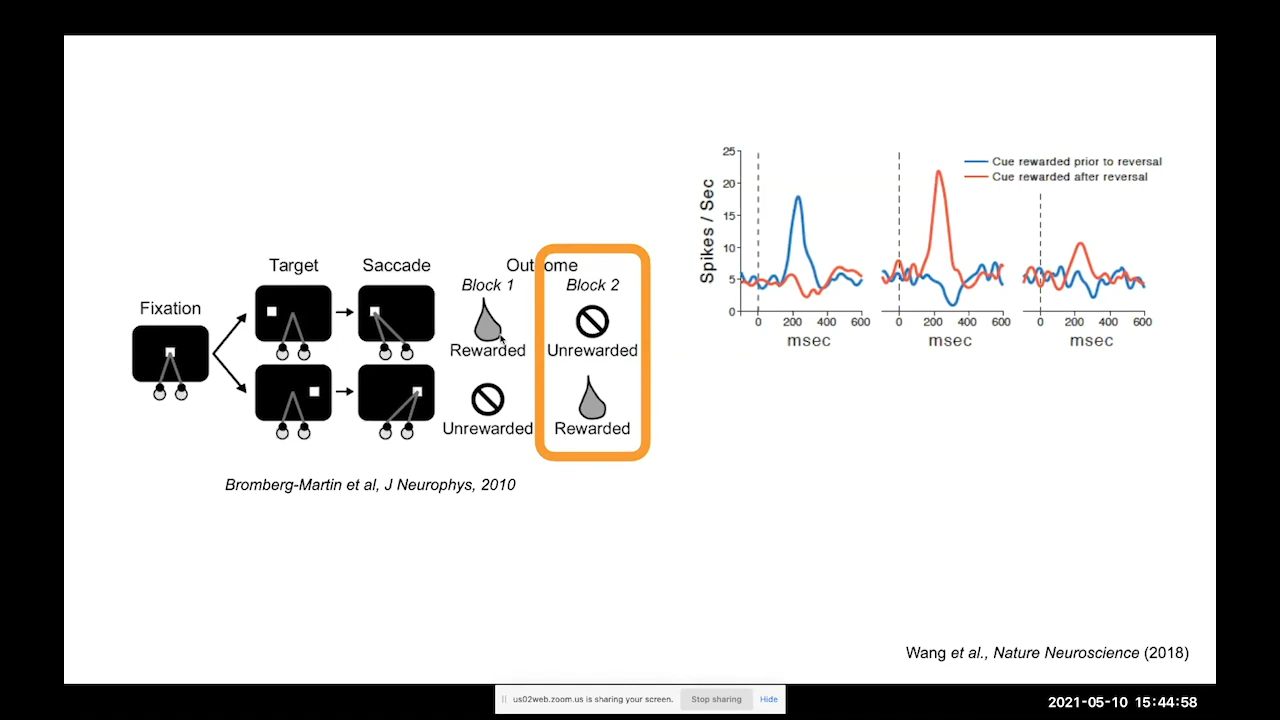 Target
Saccade
Outcome
Block 1
Block 2
Fixation
Rewarded
Unrewarded
Unrewarded
Rewarded
Bromberg-Martin et al, J Neurophys, 2010
Spikes / Sec
25
20
15
10
5
0
Cue rewarded prior to reversal
Cue rewarded after reversal
0 200 400 600
0 200 400 600
0 200 400 600
msec
msec
msec
Wang et al., Nature Neuroscience (2018)
us02web.zoom.us is sharing your screen.
Stop sharing
Hide
2021-05-10 15:44:58